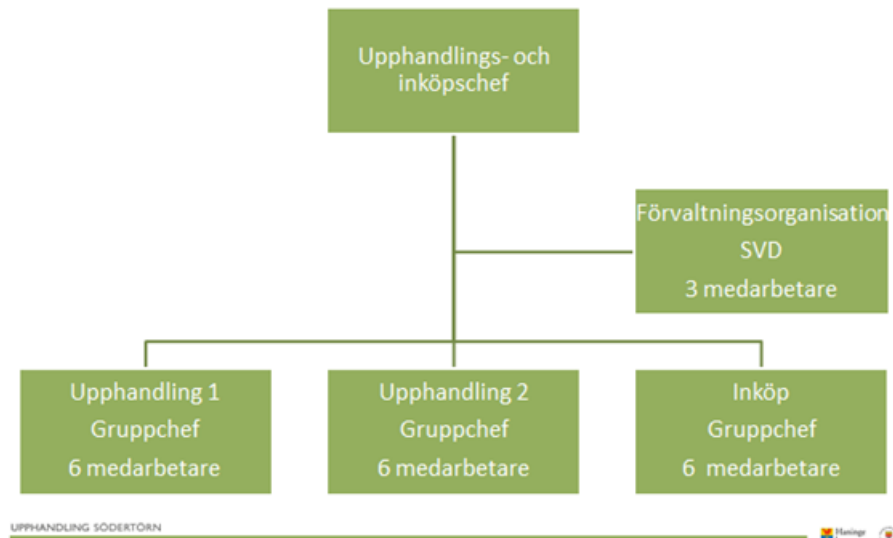 Upphandlings- och
inköpschef
Förvaltningsorganisation
SVD
3 medarbetare
Upphandling 1
Gruppchef
6 medarbetare
Upphandling 2
Gruppchef
6 medarbetare
Inköp
Gruppchef
6 medarbetare
UPPHANDLING SÖDERTÖRN
Haninge